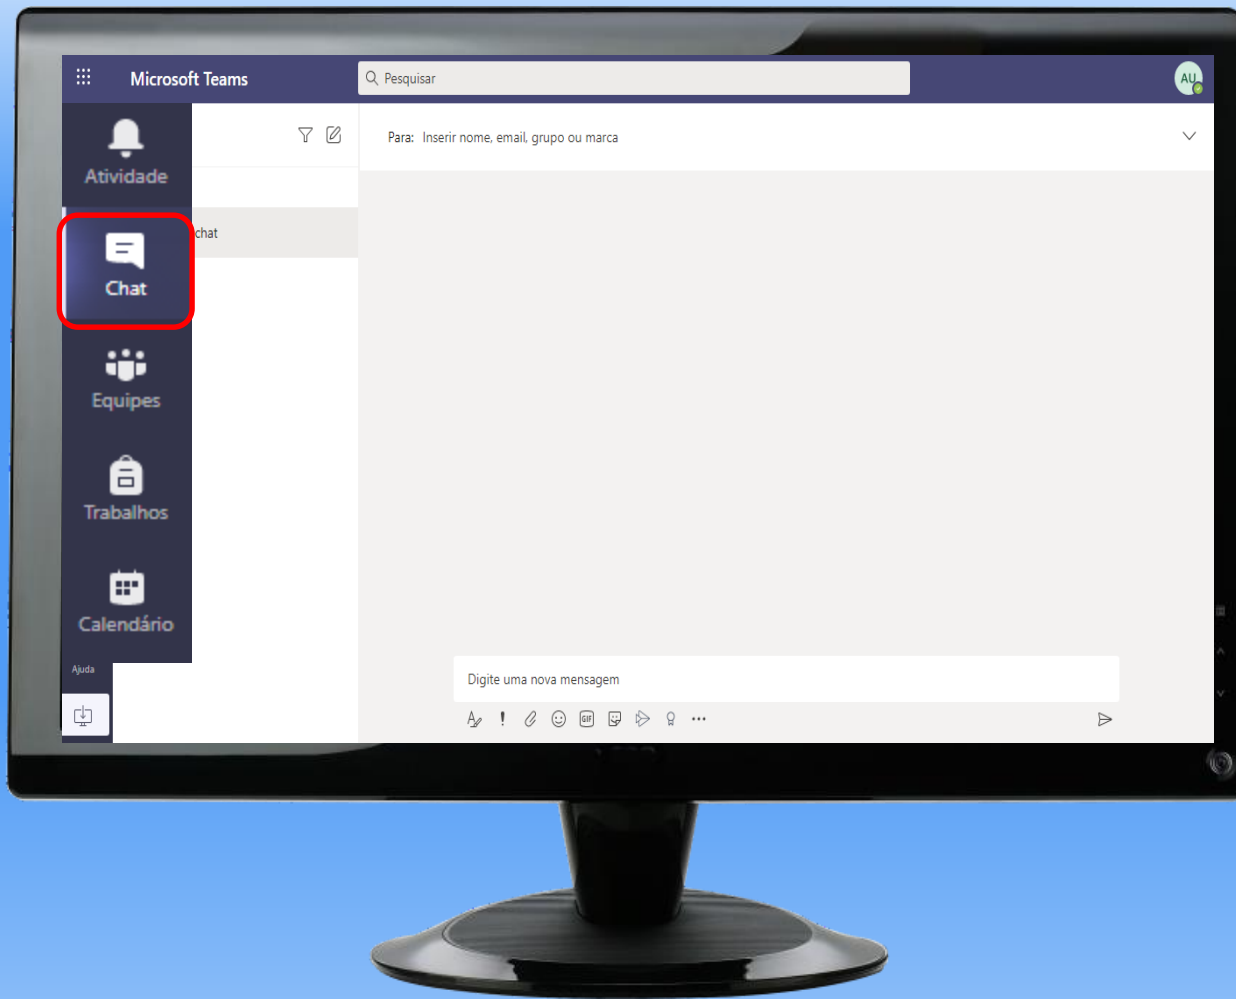 Microsoft Teams
Pesquisar
AU
Atividade
Para: Inserir nome, email, grupo ou marca
chat
Chat
Equipes
Trabalhos
Calendário
Ajuda
Digite uma nova mensagem
GIF